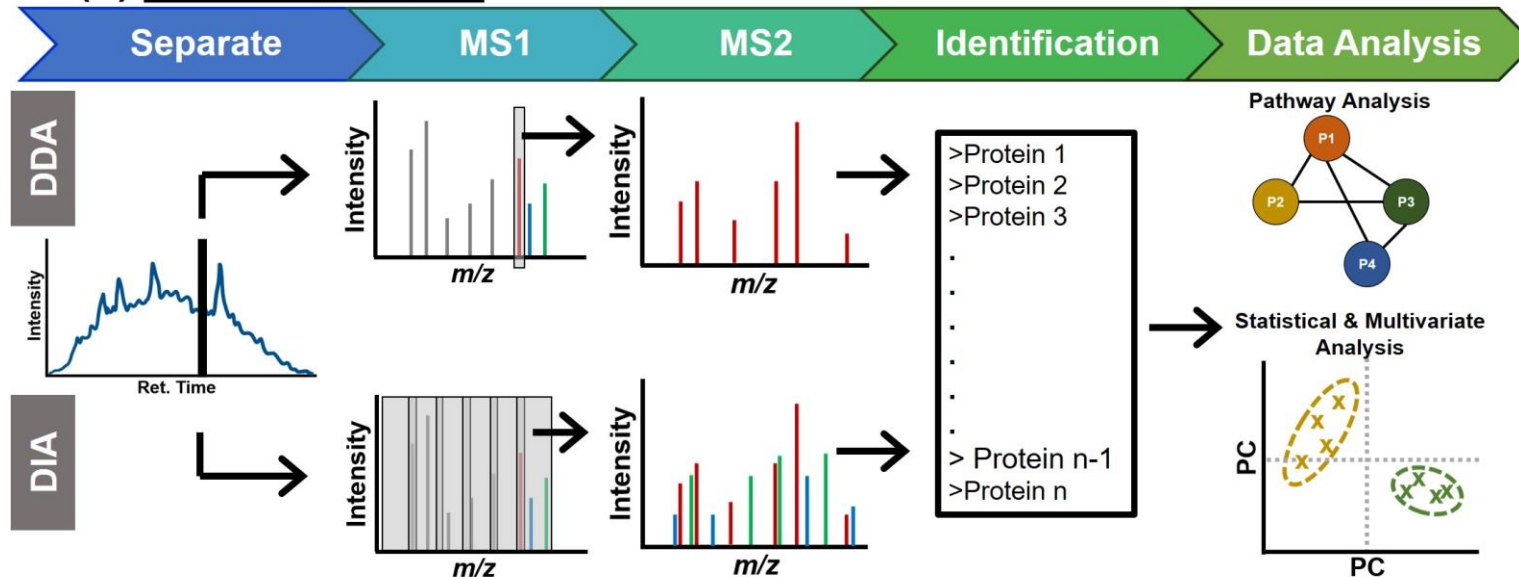 Separate
MS1
MS2
Identification
Data Analysis
DDA
DIA
Intensity
Ret. Time
Intensity
m/z
Intensity
m/z
Intensity
m/z
Intensity
m/z
>Protein 1
>Protein 2
>Protein 3
.
.
.
.
.
.
> Protein n-1
>Protein n
Pathway Analysis
P1
P2
P3
P4
Statistical & Multivariate
Analysis
PC
x
x
x
x
x
x
x
x
PC